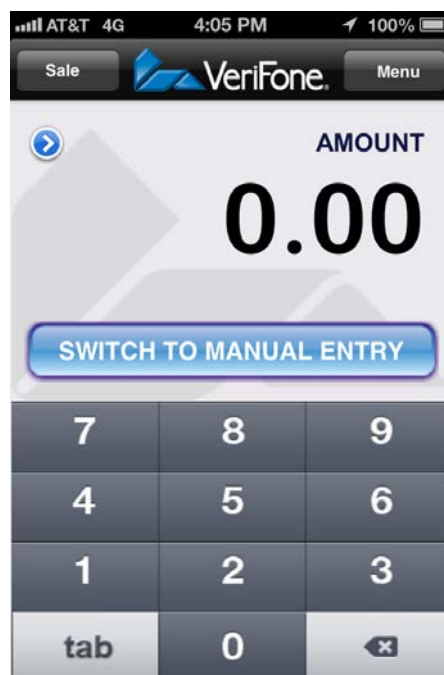 AT&T 4G 4:05 PM 100%
Sale VeriFone. Menu
AMOUNT
0.00
SWITCH TO MANUAL ENTRY
7 8 9
4 5 6
1 2 3
tab 0